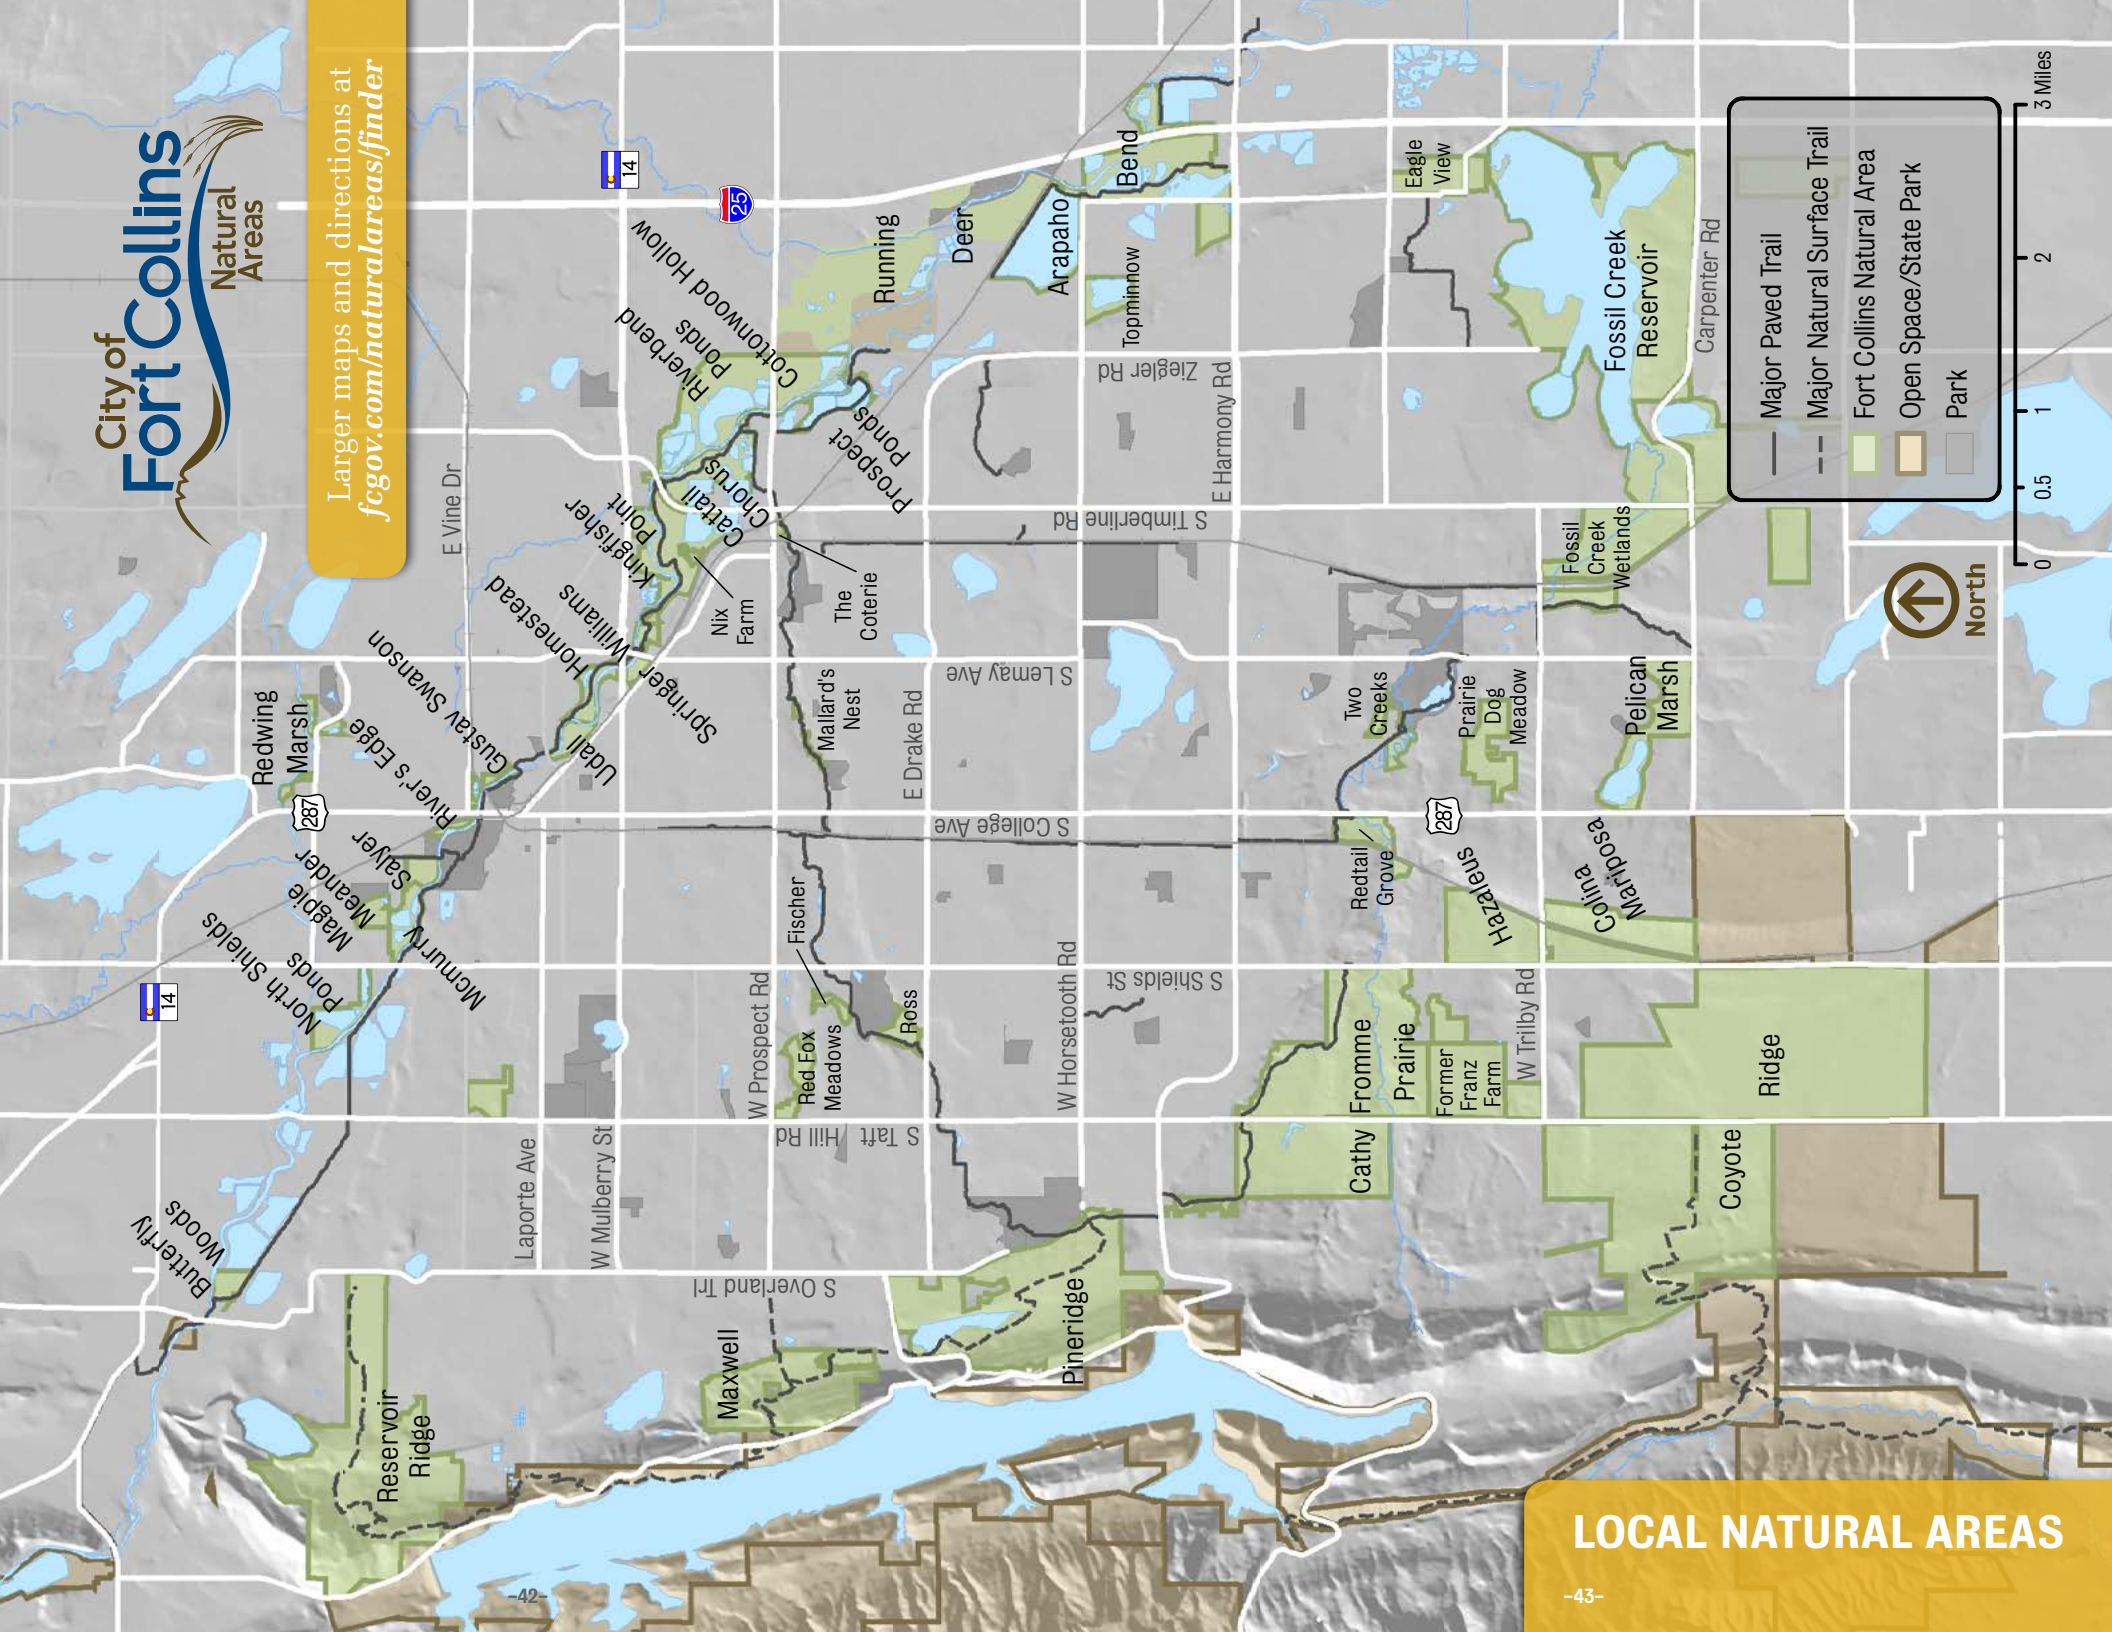 City of
Fort Collins
Natural
Areas
Larger maps and directions at
fcgov.com/naturalareas/finder
14
25
287
14
287
E Vine Dr
Laporte Ave
W Mulberry St
W Prospect Rd
E Drake Rd
W Horsetooth Rd
E Harmony Rd
W Trilby Rd
Carpenter Rd
S Overland Trl
S Taft Hill Rd
S Shields St
S College Ave
S Lemay Ave
S Timberline Rd
Ziegler Rd
Butterfly
Woods
North Shields
Ponds
Magpie
Meander
Mcmurry
Salyer
River's Edge
Redwing
Marsh
Gustav Swanson
Udall
Homestead
Springer
Williams
Kingfisher
Point
Nix
Farm
Cattail
Chorus
The
Coterie
Riverbend
Ponds
Cottonwood Hollow
Prospect
Ponds
Running
Deer
Arapaho
Bend
Topminnow
Eagle
View
Fossil Creek
Reservoir
Fossil
Creek
Wetlands
Pelican
Marsh
Prairie
Dog
Meadow
Two
Creeks
Redtail
Grove
Hazaleus
Colina
Mariposa
Mallard's
Nest
Fischer
Red Fox
Meadows
Ross
Cathy Fromme
Prairie
Former
Franz
Farm
Coyote
Ridge
Pineridge
Maxwell
Reservoir
Ridge
Major Paved Trail
Major Natural Surface Trail
Fort Collins Natural Area
Open Space/State Park
Park
0 0.5 1 2 3 Miles
North
LOCAL NATURAL AREAS
–42–
–43–